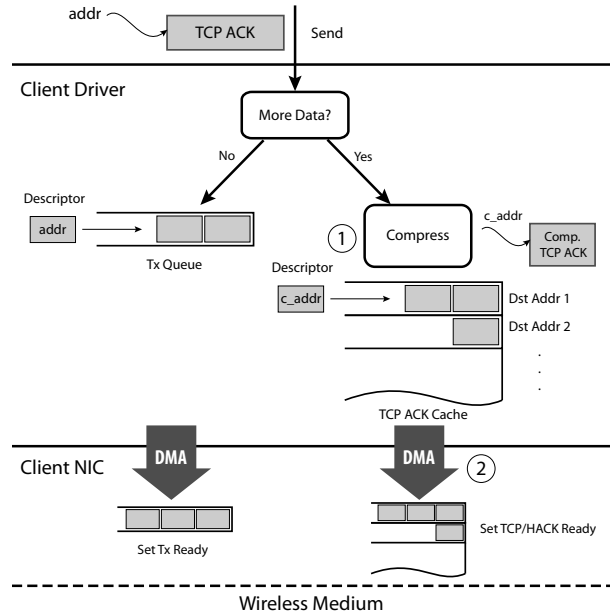 addr
TCP ACK
Send
Client Driver
More Data?
No
Yes
Descriptor
addr
Tx Queue
1
Compress
c_addr
Comp.
TCP ACK
Descriptor
c_addr
Dst Addr 1
Dst Addr 2
.
.
.
TCP ACK Cache
Client NIC
DMA
DMA
2
Set Tx Ready
Set TCP/HACK Ready
Wireless Medium